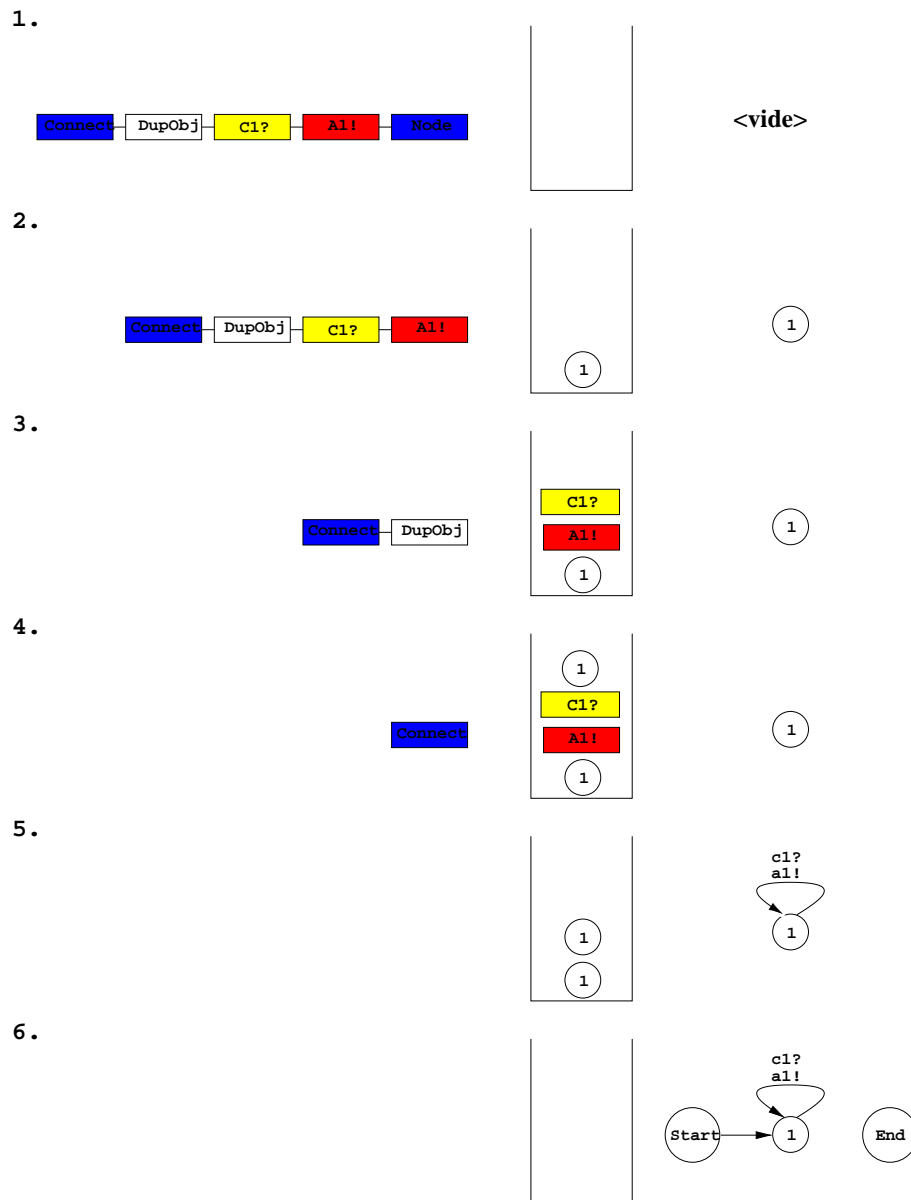 1.
Connect DupObj C1? A1! Node <vide>
2.
Connect DupObj C1? A1! 1 1
3.
C1?
Connect DupObj A1! 1
1
4.
1
C1?
Connect A1! 1
1
5.
c1?
a1!
1 1
1
6.
c1?
a1!
Start 1 End